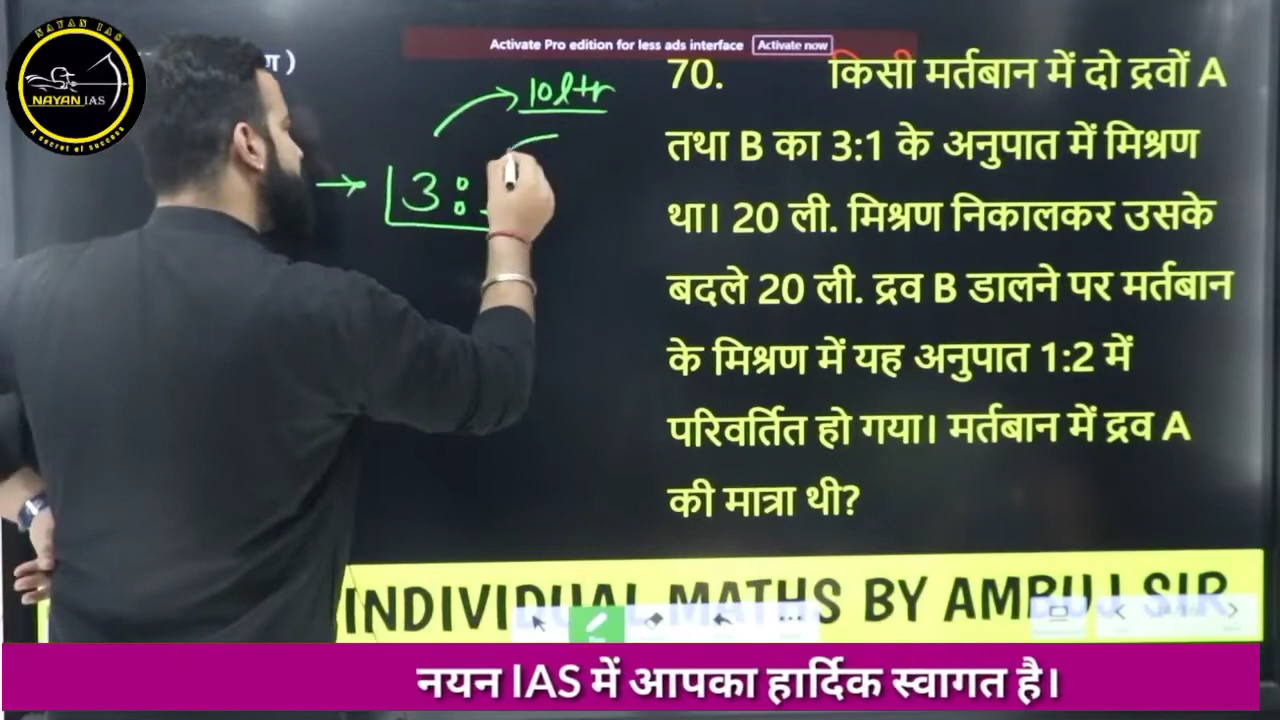 NAYAN IAS
NAYAN IAS
A secret of success
Activate Pro edition for less ads interface Activate now
ण )
10 ltr
3 :
70. किसी मर्तबान में दो द्रवों A
तथा B का 3:1 के अनुपात में मिश्रण
था। 20 ली. मिश्रण निकालकर उसके
बदले 20 ली. द्रव B डालने पर मर्तबान
के मिश्रण में यह अनुपात 1:2 में
परिवर्तित हो गया। मर्तबान में द्रव A
की मात्रा थी?
INDIVIDUAL MATHS BY AMBUJ SIR
नयन IAS में आपका हार्दिक स्वागत है।